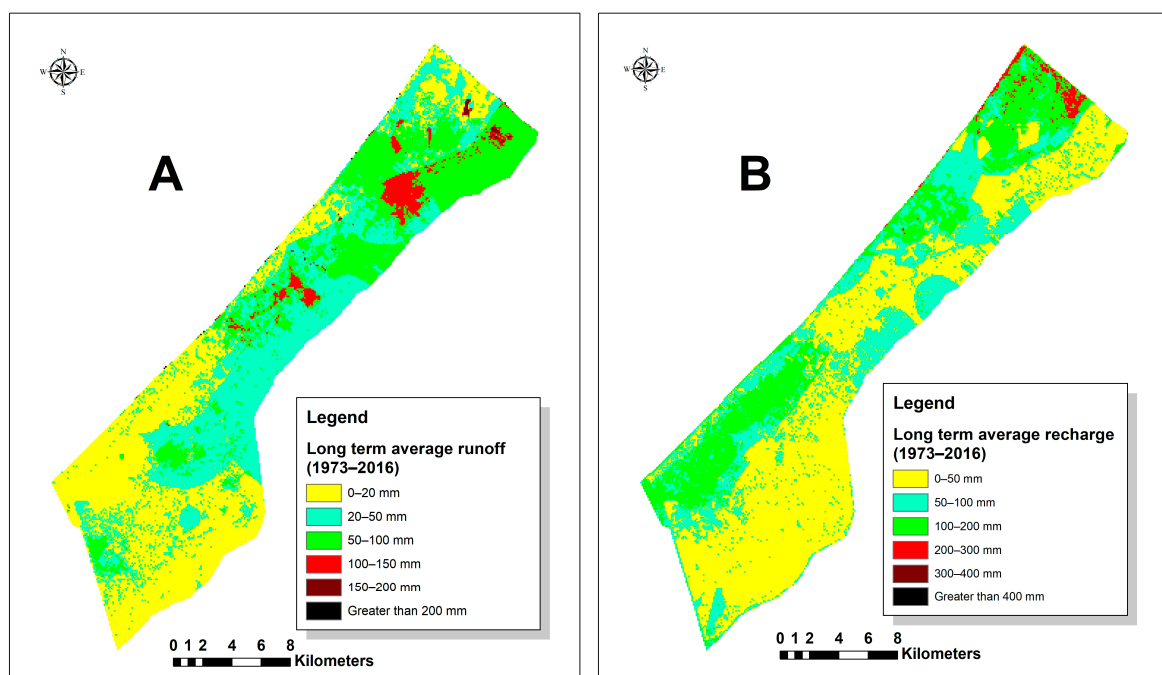 N
W E
S
A
Legend
Long term average runoff
(1973–2016)
0–20 mm
20–50 mm
50–100 mm
100–150 mm
150–200 mm
Greater than 200 mm
0 1 2 4 6 8
Kilometers
N
W E
S
B
Legend
Long term average recharge
(1973–2016)
0–50 mm
50–100 mm
100–200 mm
200–300 mm
300–400 mm
Greater than 400 mm
0 1 2 4 6 8
Kilometers